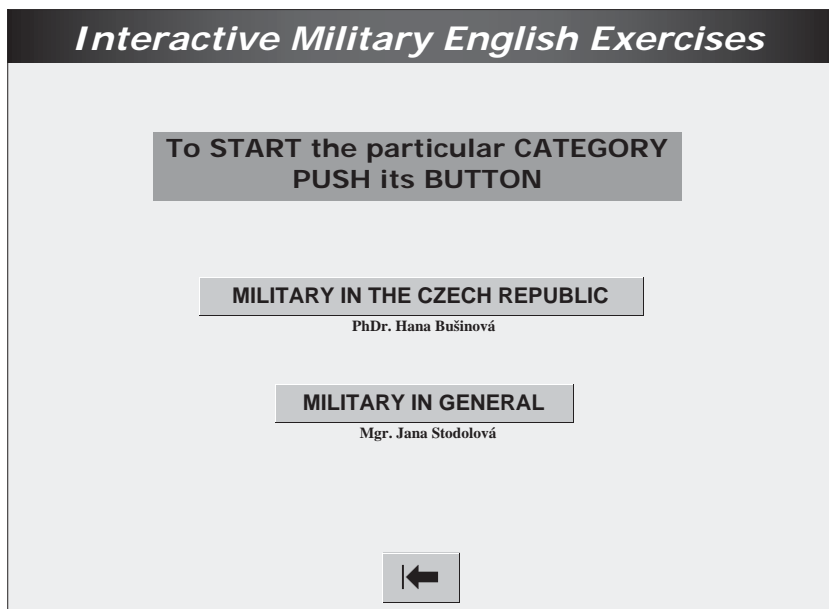 Interactive Military English Exercises
To START the particular CATEGORY
PUSH its BUTTON
MILITARY IN THE CZECH REPUBLIC
PhDr. Hana Bušinová
MILITARY IN GENERAL
Mgr. Jana Stodolová